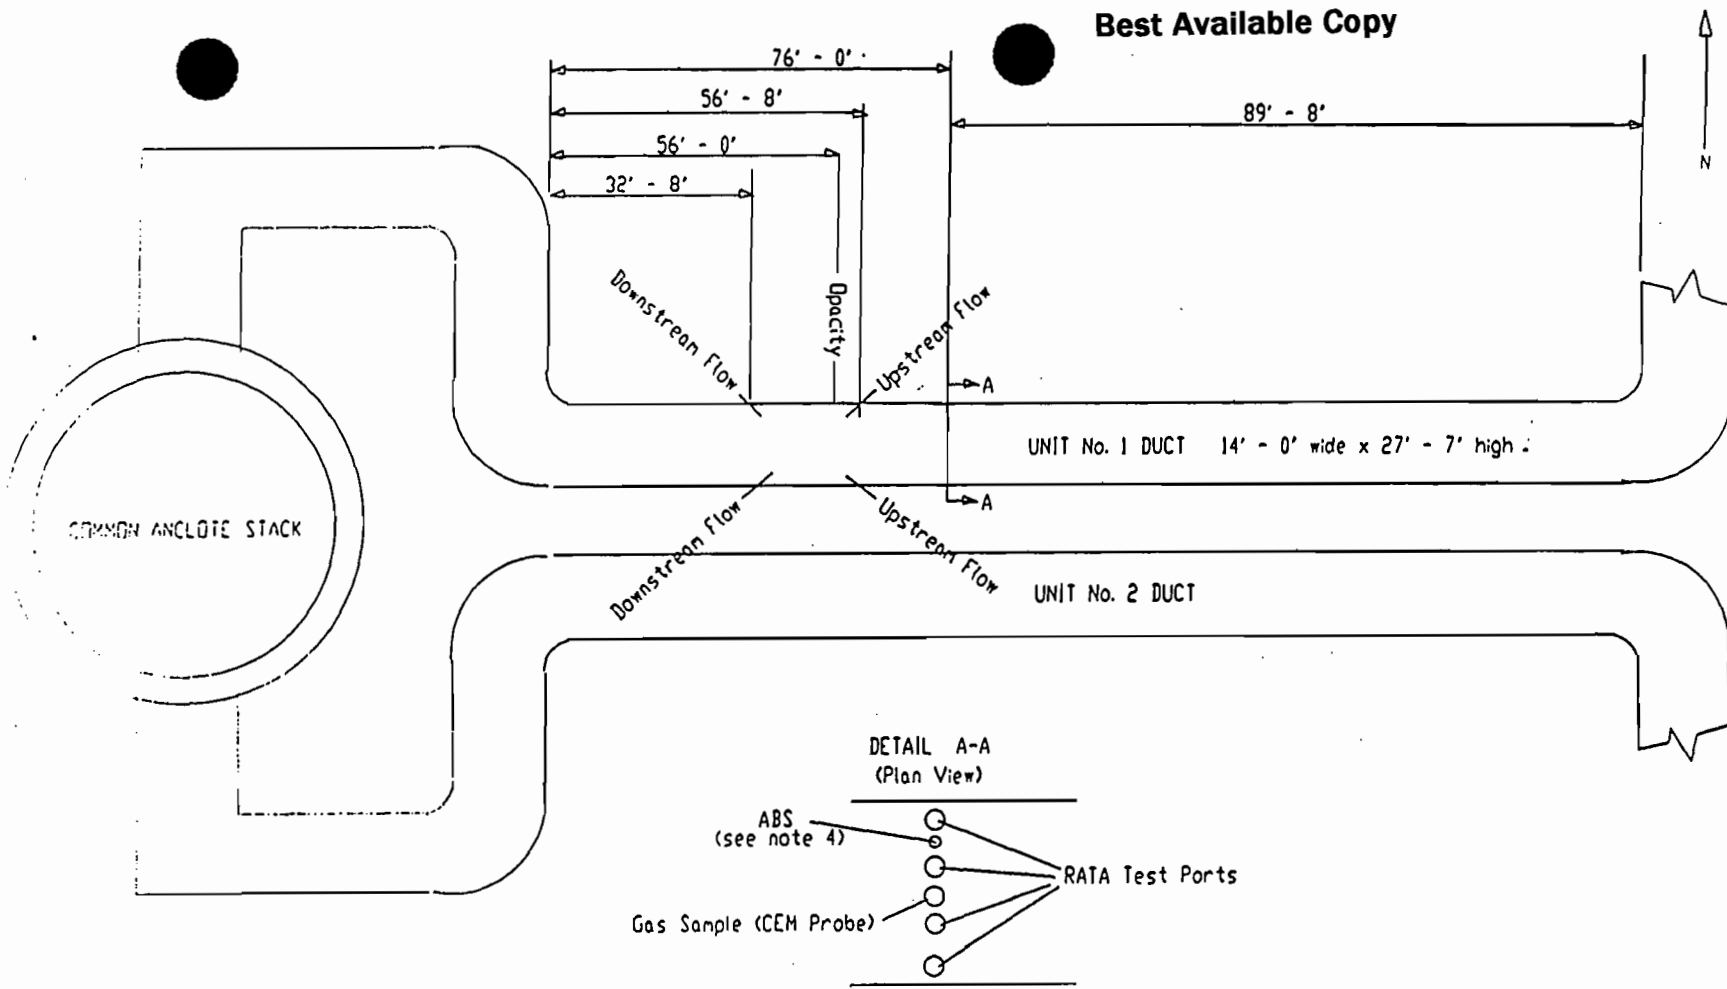 Best Available Copy
76' - 0'
56' - 8'
89' - 8'
56' - 0'
32' - 8'
N
Downstream Flow
Opacity
Upstream Flow
A
UNIT No. 1 DUCT 14' - 0' wide x 27' - 7' high
A
COMMON ANCLOTE STACK
Downstream Flow
Upstream Flow
UNIT No. 2 DUCT
DETAIL A-A
(Plan View)
ABS
(see note 4)
RATA Test Ports
Gas Sample (CEM Probe)